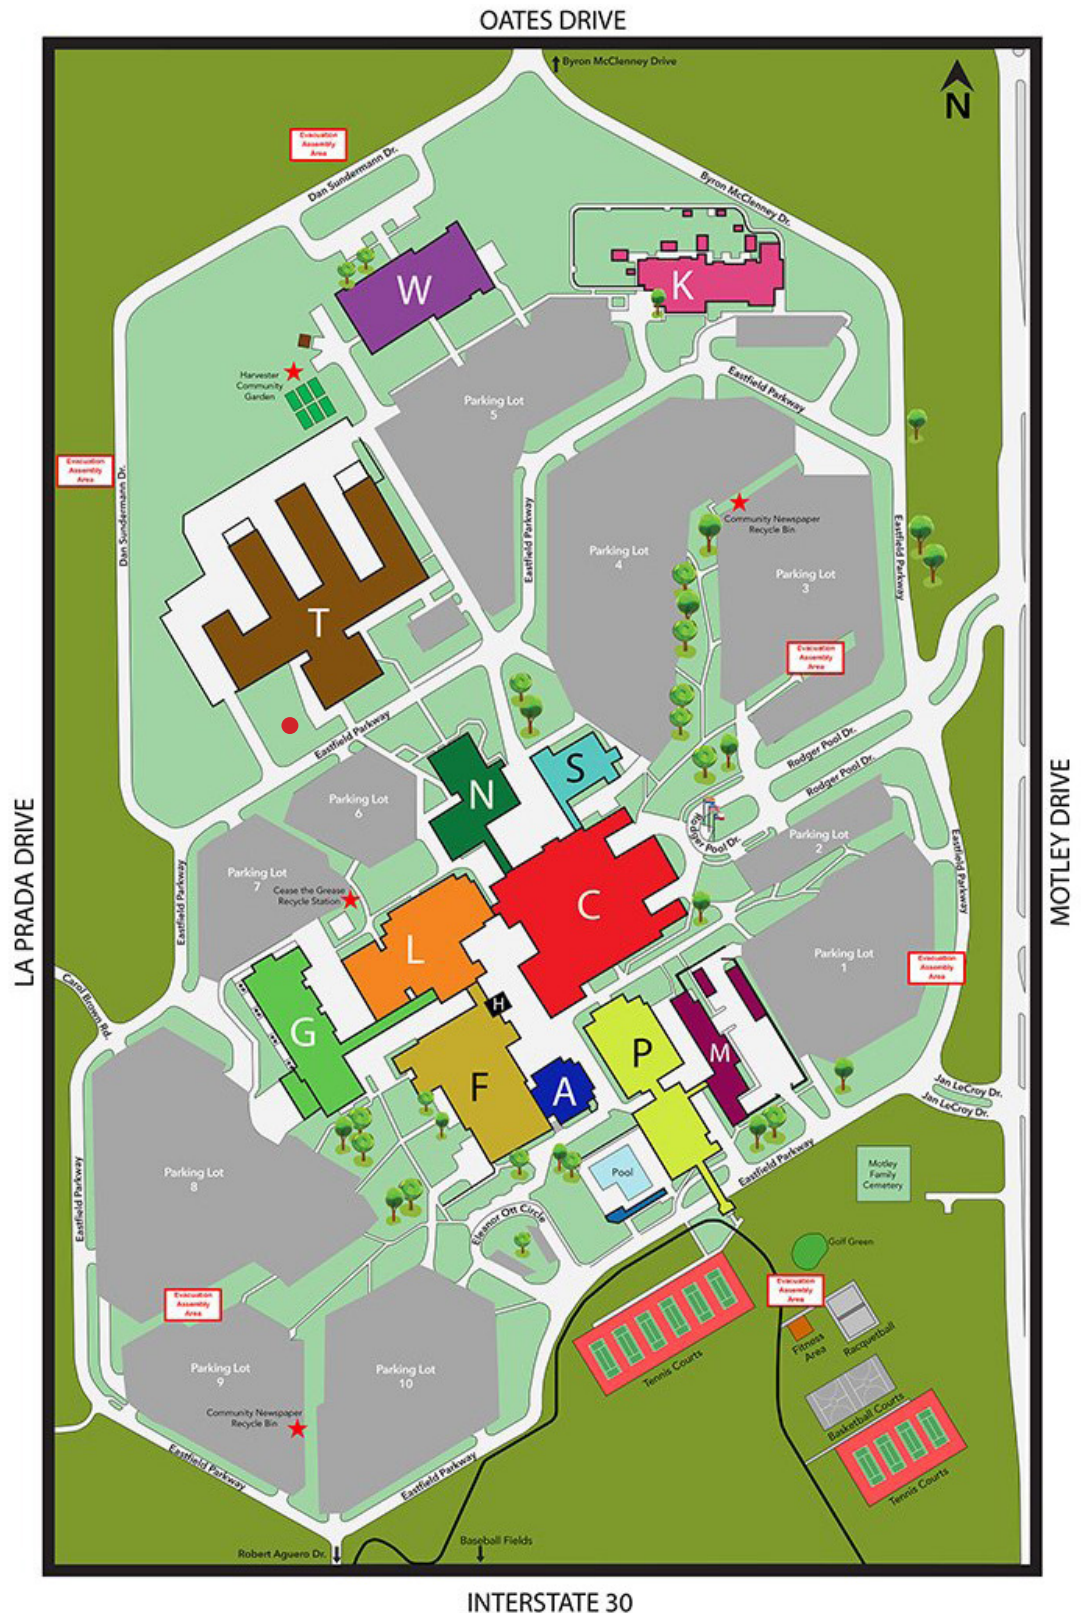 OATES DRIVE
Byron McClenney Drive
N
Evacuation
Assembly
Area
Dan Sundermann Dr.
Byron McClenney Dr.
W
K
Harvester
Community
Garden
Parking Lot
5
Eastfield Parkway
Evacuation
Assembly
Area
Dan Sundermann Dr.
Eastfield Parkway
Community Newspaper
Recycle Bin
Parking Lot
4
Parking Lot
3
Eastfield Parkway
T
Evacuation
Assembly
Area
Eastfield Parkway
Rodger Pool Dr.
Rodger Pool Dr.
N
S
Parking Lot
6
Rodger Pool Dr.
Parking Lot
2
LA PRADA DRIVE
MOTLEY DRIVE
Parking Lot
7
Cease the Grease
Recycle Station
Eastfield Parkway
Eastfield Parkway
C
L
Parking Lot
1
Evacuation
Assembly
Area
Carol Brown Rd.
H
G
P
M
F
A
Jan LeCroy Dr.
Jan LeCroy Dr.
Parking Lot
8
Pool
Eastfield Parkway
Motley
Family
Cemetery
Eastfield Parkway
Eleanor Ott Circle
Golf Green
Evacuation
Assembly
Area
Evacuation
Assembly
Area
Fitness
Area
Racquetball
Tennis Courts
Parking Lot
9
Parking Lot
10
Basketball Courts
Community Newspaper
Recycle Bin
Tennis Courts
Eastfield Parkway
Eastfield Parkway
Robert Aguero Dr.
Baseball Fields
INTERSTATE 30